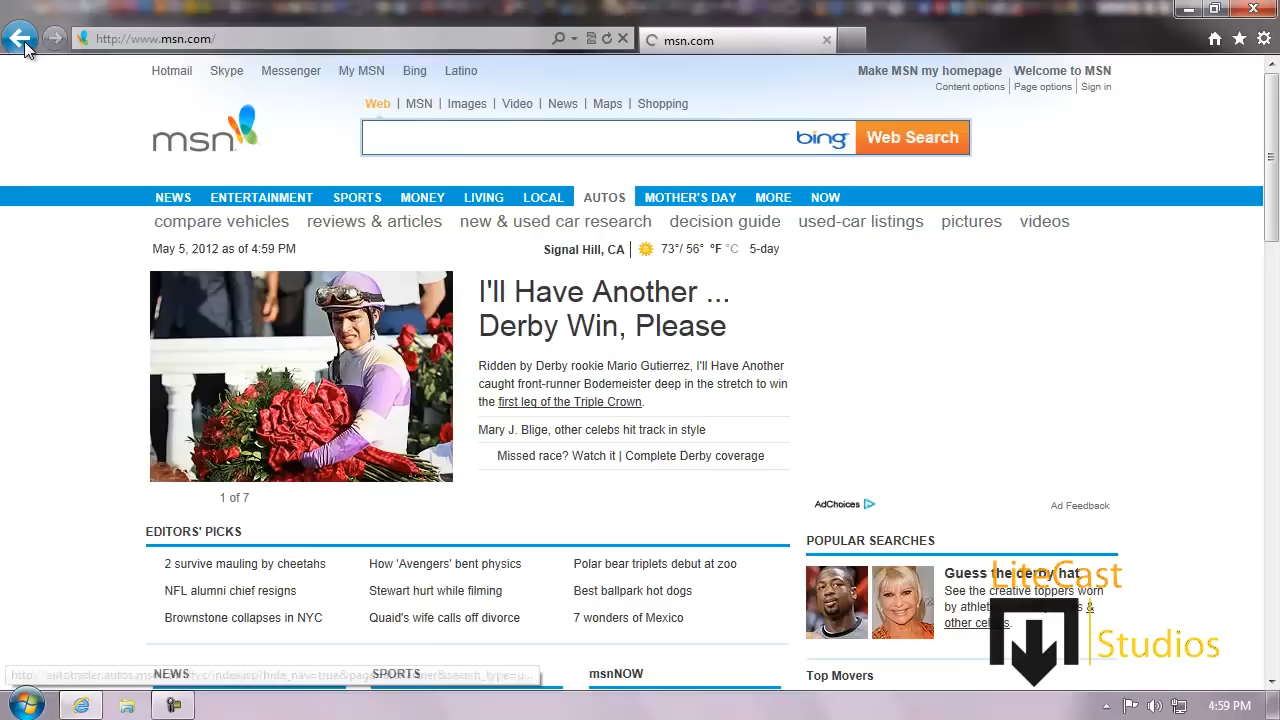 http://www.msn.com/
msn.com
Hotmail Skype Messenger My MSN Bing Latino
Make MSN my homepage Welcome to MSN
Content options Page options Sign in
Web | MSN | Images | Video | News | Maps | Shopping
msn
bing Web Search
NEWS ENTERTAINMENT SPORTS MONEY LIVING LOCAL AUTOS MOTHER'S DAY MORE NOW
compare vehicles reviews & articles new & used car research decision guide used-car listings pictures videos
May 5, 2012 as of 4:59 PM
Signal Hill, CA 73°/ 56° °F °C 5-day
I'll Have Another ...
Derby Win, Please
Ridden by Derby rookie Mario Gutierrez, I'll Have Another
caught front-runner Bodemeister deep in the stretch to win
the first leg of the Triple Crown.
Mary J. Blige, other celebs hit track in style
Missed race? Watch it | Complete Derby coverage
1 of 7
AdChoices
Ad Feedback
EDITORS' PICKS
2 survive mauling by cheetahs How 'Avengers' bent physics Polar bear triplets debut at zoo
NFL alumni chief resigns Stewart hurt while filming Best ballpark hot dogs
Brownstone collapses in NYC Quaid's wife calls off divorce 7 wonders of Mexico
POPULAR SEARCHES
Guess the derby hat
See the creative toppers worn
by &
other
LiteCast
Studios
NEWS SPORTS msnNOW
Top Movers
4:59 PM